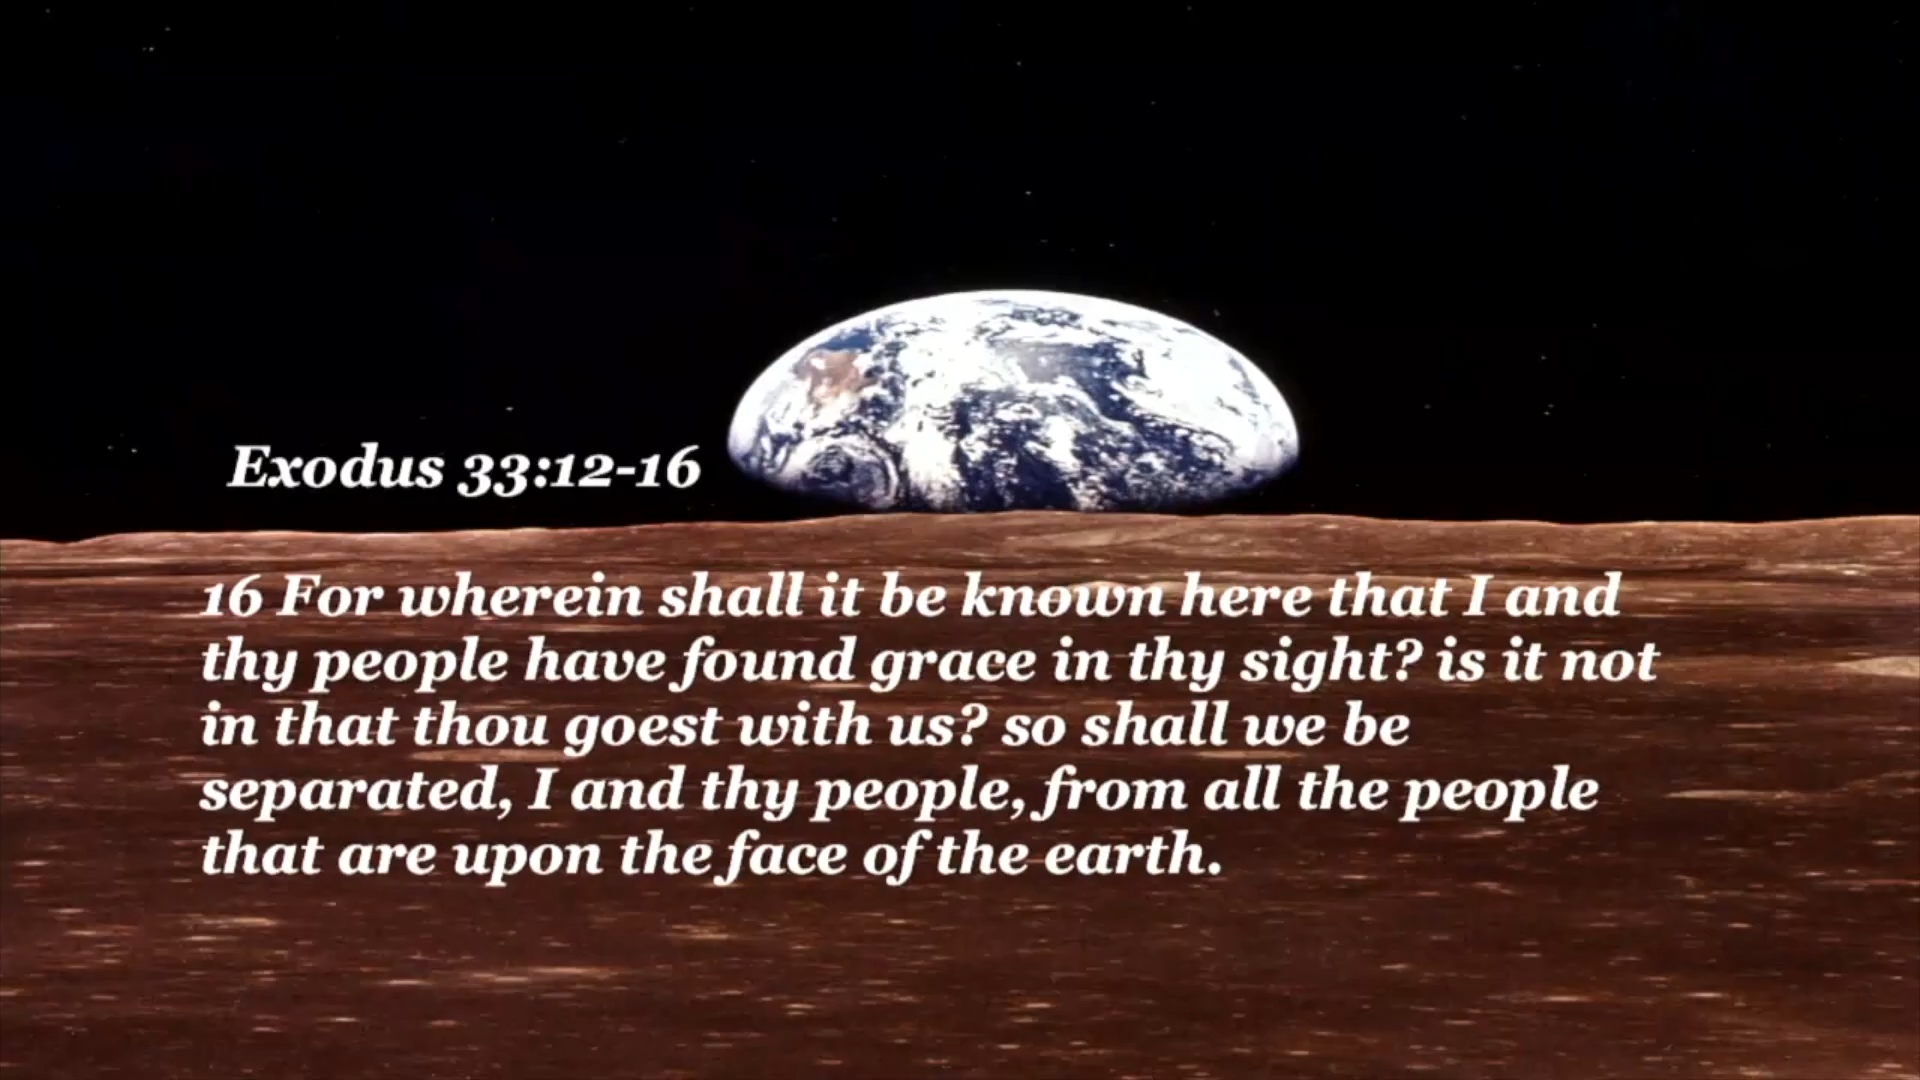 Exodus 33:12-16
16 For wherein shall it be known here that I and
thy people have found grace in thy sight? is it not
in that thou goest with us? so shall we be
separated, I and thy people, from all the people
that are upon the face of the earth.